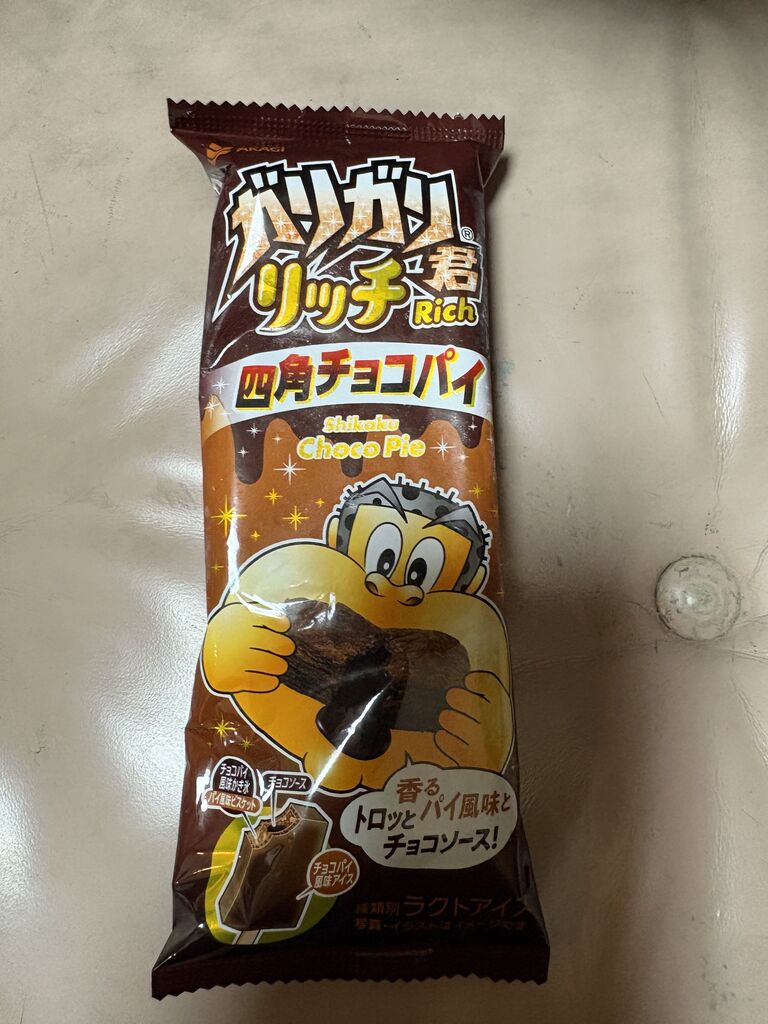 AKAGI
ガリガリ®
君
リッチ
Rich
四角チョコパイ
Shikaku
Choco Pie
香る
パイ風味と
トロッと
チョコソース!
チョコパイ
風味かき氷
チョコソース
パイ風味ビスケット
チョコパイ
風味アイス
種類別 ラクトアイス
写真・イラストはイメージです